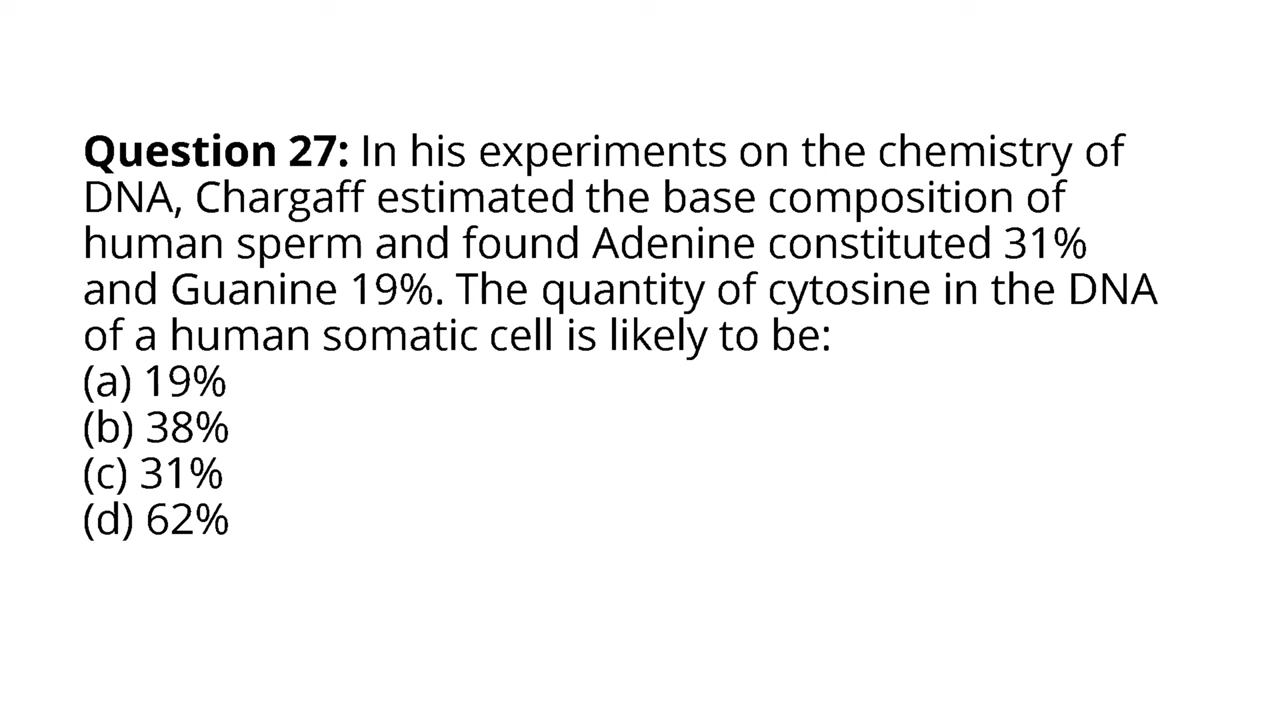 Question 27: In his experiments on the chemistry of
DNA, Chargaff estimated the base composition of
human sperm and found Adenine constituted 31%
and Guanine 19%. The quantity of cytosine in the DNA
of a human somatic cell is likely to be:
(a) 19%
(b) 38%
(c) 31%
(d) 62%